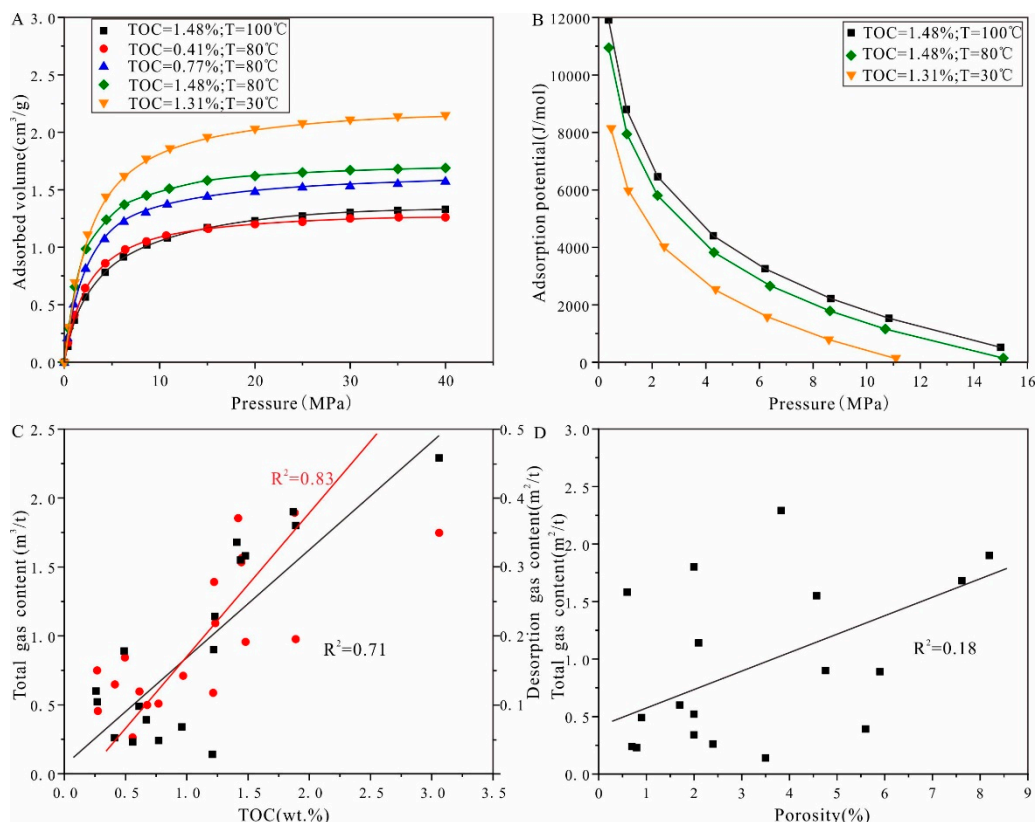 A
TOC=1.48%;T=100℃
TOC=0.41%;T=80℃
TOC=0.77%;T=80℃
TOC=1.48%;T=80℃
TOC=1.31%;T=30℃
3.0
2.5
2.0
1.5
1.0
0.5
0.0
Adsorbed volume(cm³/g)
0 5 10 15 20 25 30 35 40 45
Pressure(MPa)
B
TOC=1.48%;T=100℃
TOC=1.48%;T=80℃
TOC=1.31%;T=30℃
12000
10000
8000
6000
4000
2000
0
Adsorption potential(J/mol)
0 2 4 6 8 10 12 14 16
Pressure(MPa)
C
R²=0.83
R²=0.71
2.5
2.0
1.5
1.0
0.5
0.0
Total gas content(m³/t)
0.5
0.4
0.3
0.2
0.1
0.0
Desorption gas content(m²/t)
0.0 0.5 1.0 1.5 2.0 2.5 3.0 3.5
TOC(wt.%)
D
R²=0.18
3.0
2.5
2.0
1.5
1.0
0.5
0.0
Total gas content(m²/t)
0 1 2 3 4 5 6 7 8 9
Porosity(%)